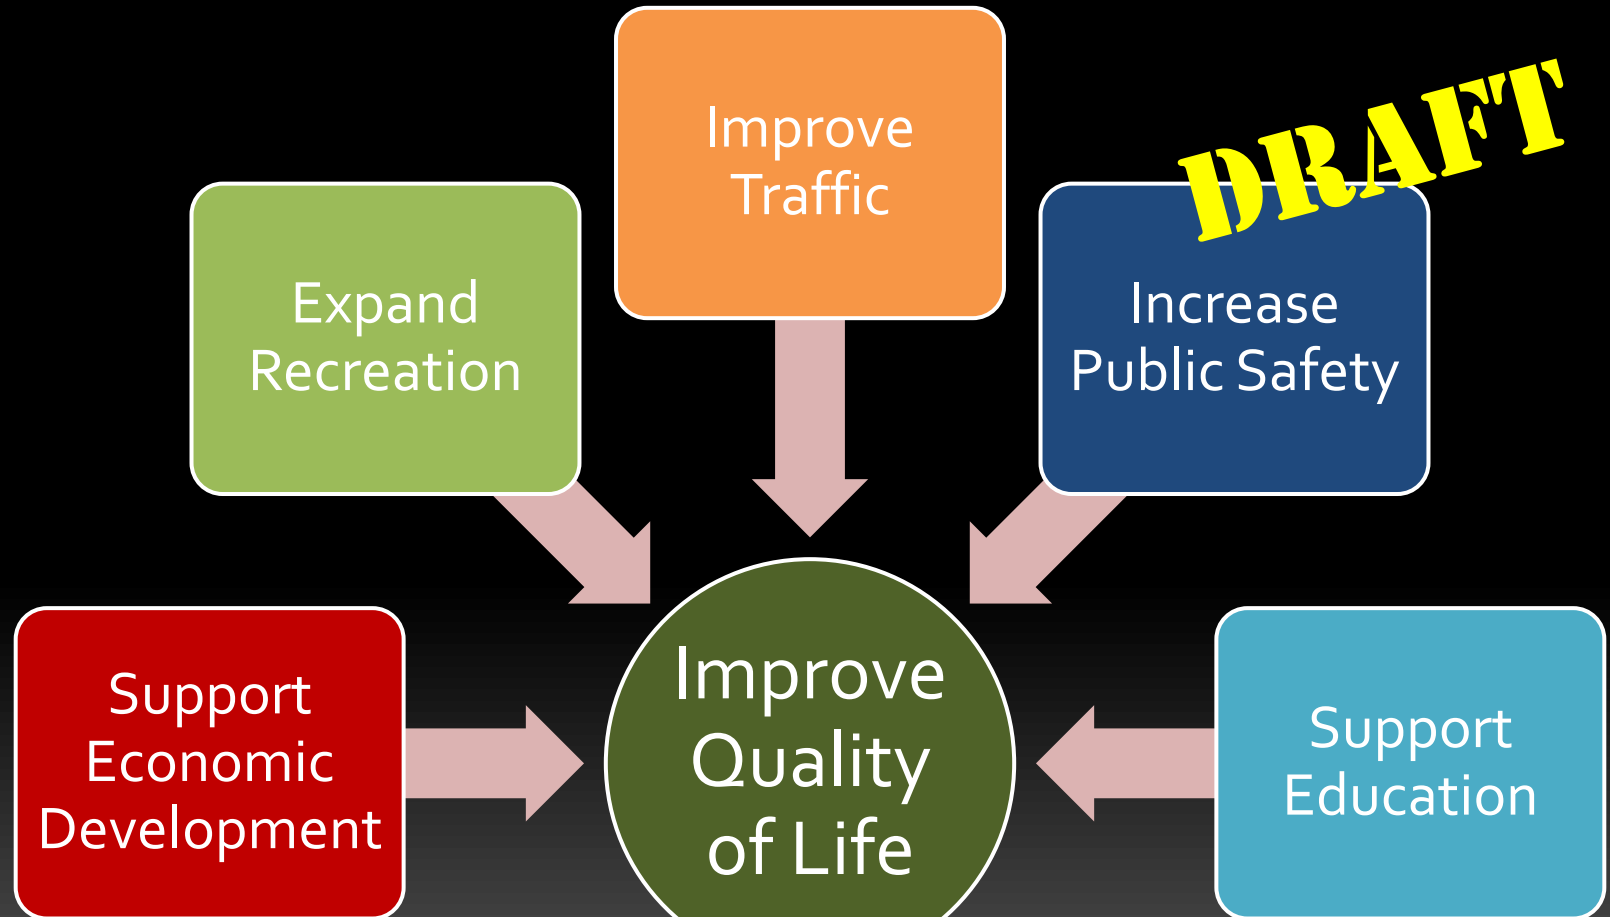 Improve
Traffic
DRAFT
Expand
Recreation
Increase
Public Safety
Support
Economic
Development
Improve
Quality
of Life
Support
Education